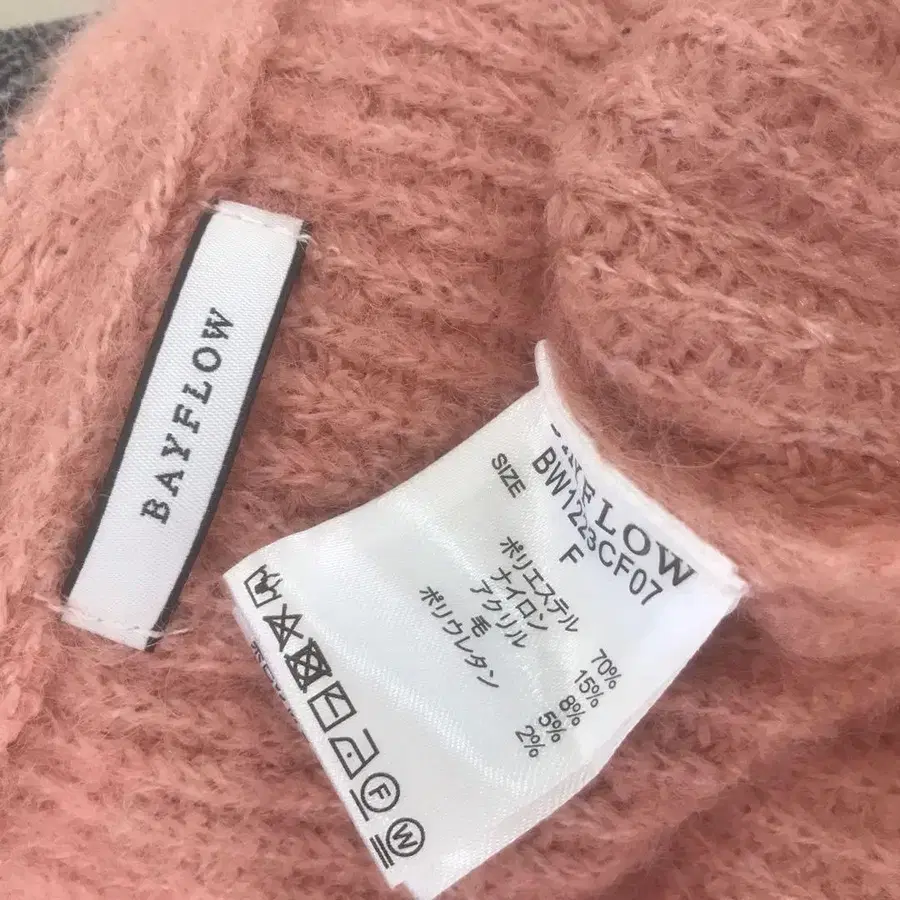 BAYFLOW
BAYFLOW
BW1223CF07
SIZE F
ポリエステル 70%
ナイロン 15%
アクリル 8%
毛 5%
ポリウレタン 2%
F
W